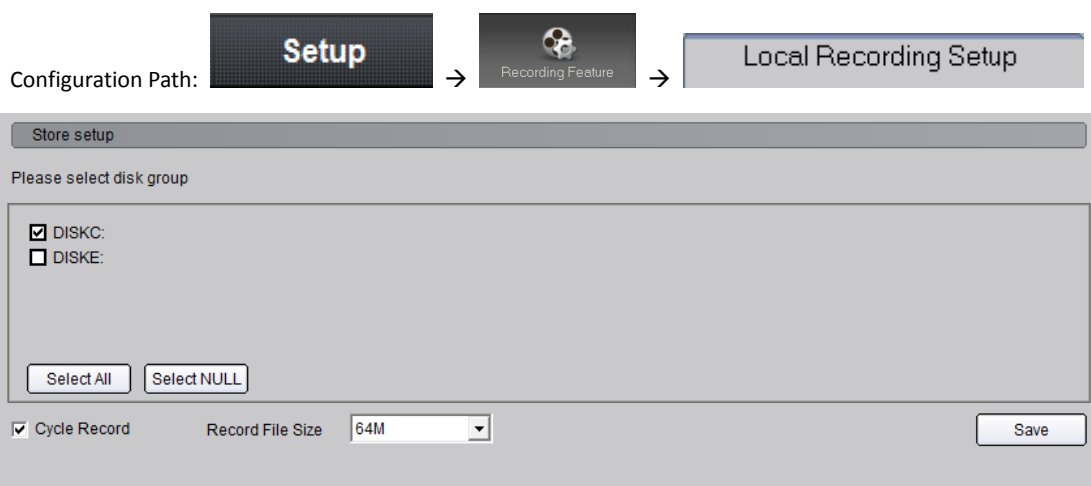 Configuration Path: Setup → Recording Feature → Local Recording Setup
Store setup
Please select disk group
DISKC:
DISKE:
Select All Select NULL
Cycle Record Record File Size 64M Save